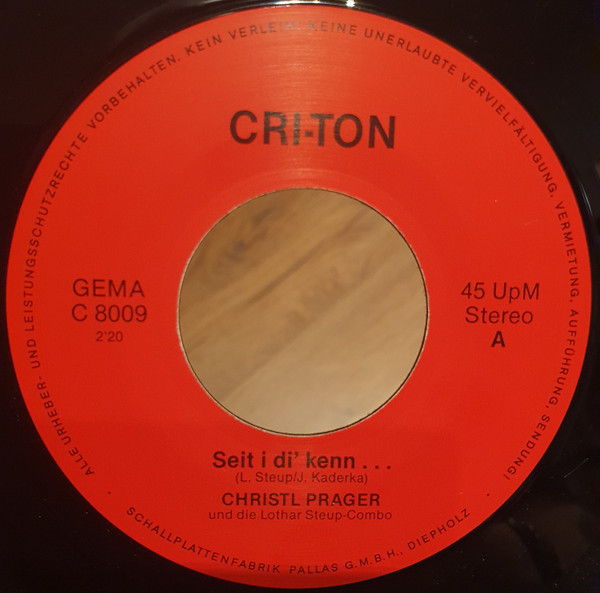 ALLE URHEBER- UND LEISTUNGSSCHUTZRECHTE VORBEHALTEN. KEIN VERLEIH, KEINE UNERLAUBTE VERVIELFÄLTIGUNG, VERMIETUNG, AUFFÜHRUNG, SENDUNG!
CRI-TON
GEMA
C 8009
2'20
45 UpM
Stereo
A
Seit i di' kenn . . .
(L. Steup/J. Kaderka)
CHRISTL PRAGER
und die Lothar Steup-Combo
· SCHALLPLATTENFABRIK PALLAS G.M.B.H., DIEPHOLZ ·